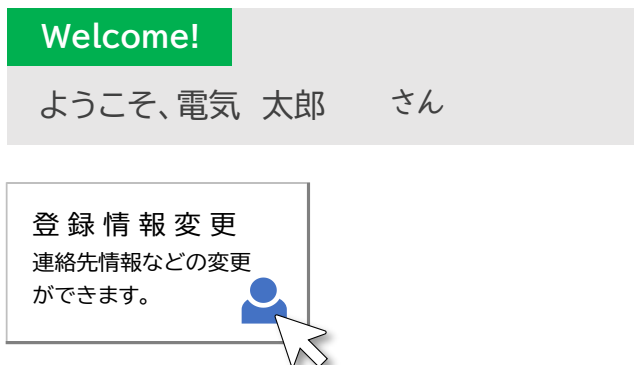 Welcome!
ようこそ、電気 太郎 さん
登録情報変更
連絡先情報などの変更
ができます。